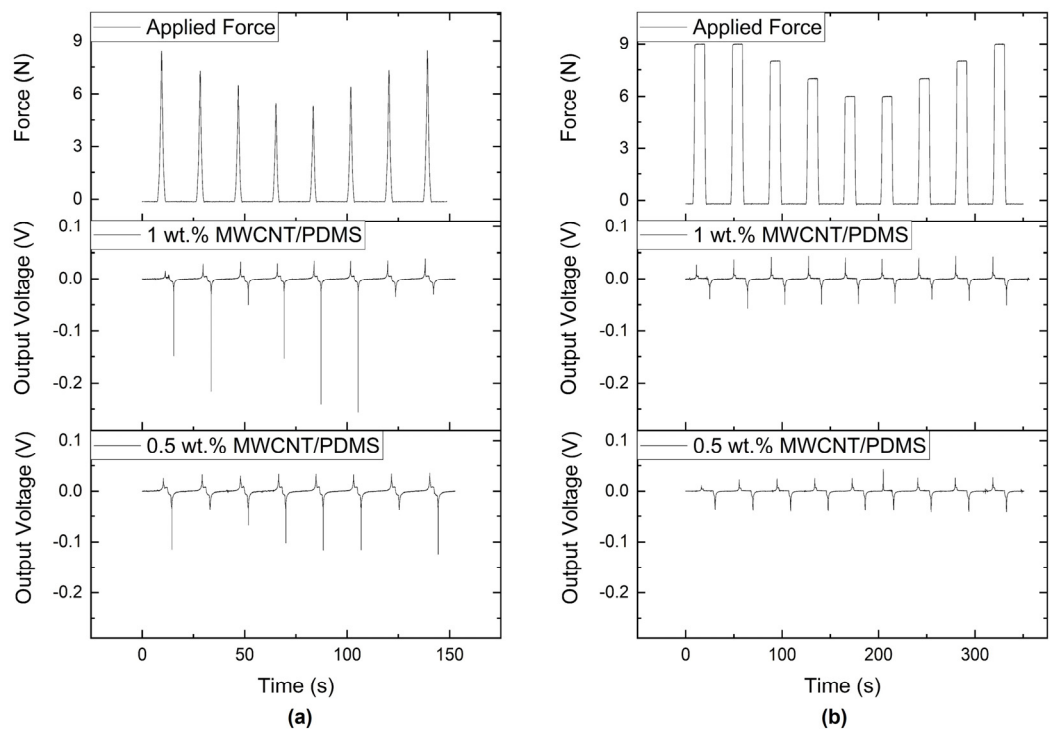 Applied Force
9
6
3
0
Force (N)
1 wt.% MWCNT/PDMS
0.1
0.0
-0.1
-0.2
Output Voltage (V)
0.5 wt.% MWCNT/PDMS
0.1
0.0
-0.1
-0.2
Output Voltage (V)
0 50 100 150
Time (s)
(a)
Applied Force
9
6
3
0
Force (N)
1 wt.% MWCNT/PDMS
0.1
0.0
-0.1
-0.2
Output Voltage (V)
0.5 wt.% MWCNT/PDMS
0.1
0.0
-0.1
-0.2
Output Voltage (V)
0 100 200 300
Time (s)
(b)